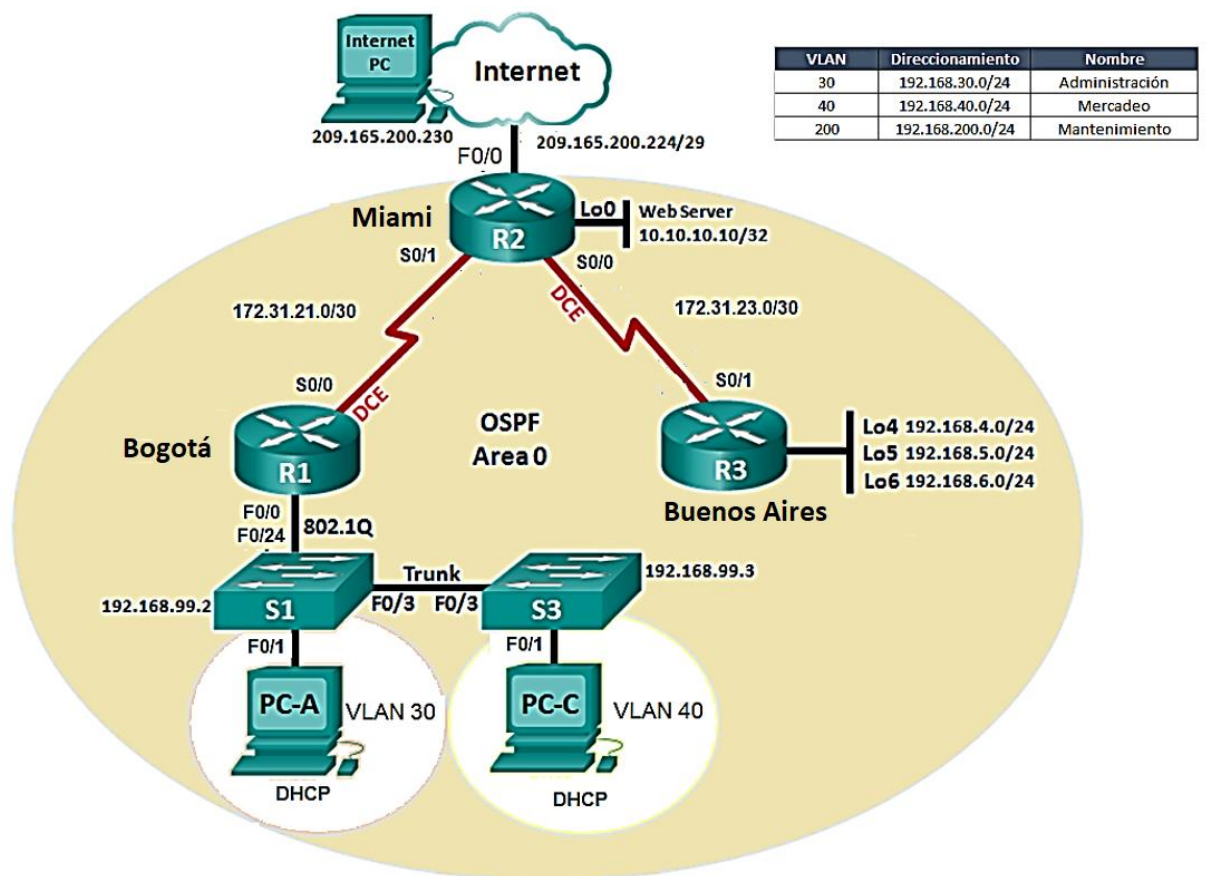 Internet
PC
Internet
209.165.200.230
209.165.200.224/29
F0/0
VLAN Direccionamiento Nombre
30 192.168.30.0/24 Administración
40 192.168.40.0/24 Mercadeo
200 192.168.200.0/24 Mantenimiento
Miami
R2
Lo0
Web Server
10.10.10.10/32
S0/1
S0/0
DCE
172.31.21.0/30
172.31.23.0/30
S0/0
DCE
S0/1
Bogotá
R1
OSPF
Area 0
R3
Buenos Aires
Lo4 192.168.4.0/24
Lo5 192.168.5.0/24
Lo6 192.168.6.0/24
F0/0
F0/24
802.1Q
Trunk
F0/3 F0/3
192.168.99.2
S1
S3
192.168.99.3
F0/1
F0/1
PC-A
VLAN 30
DHCP
PC-C
VLAN 40
DHCP